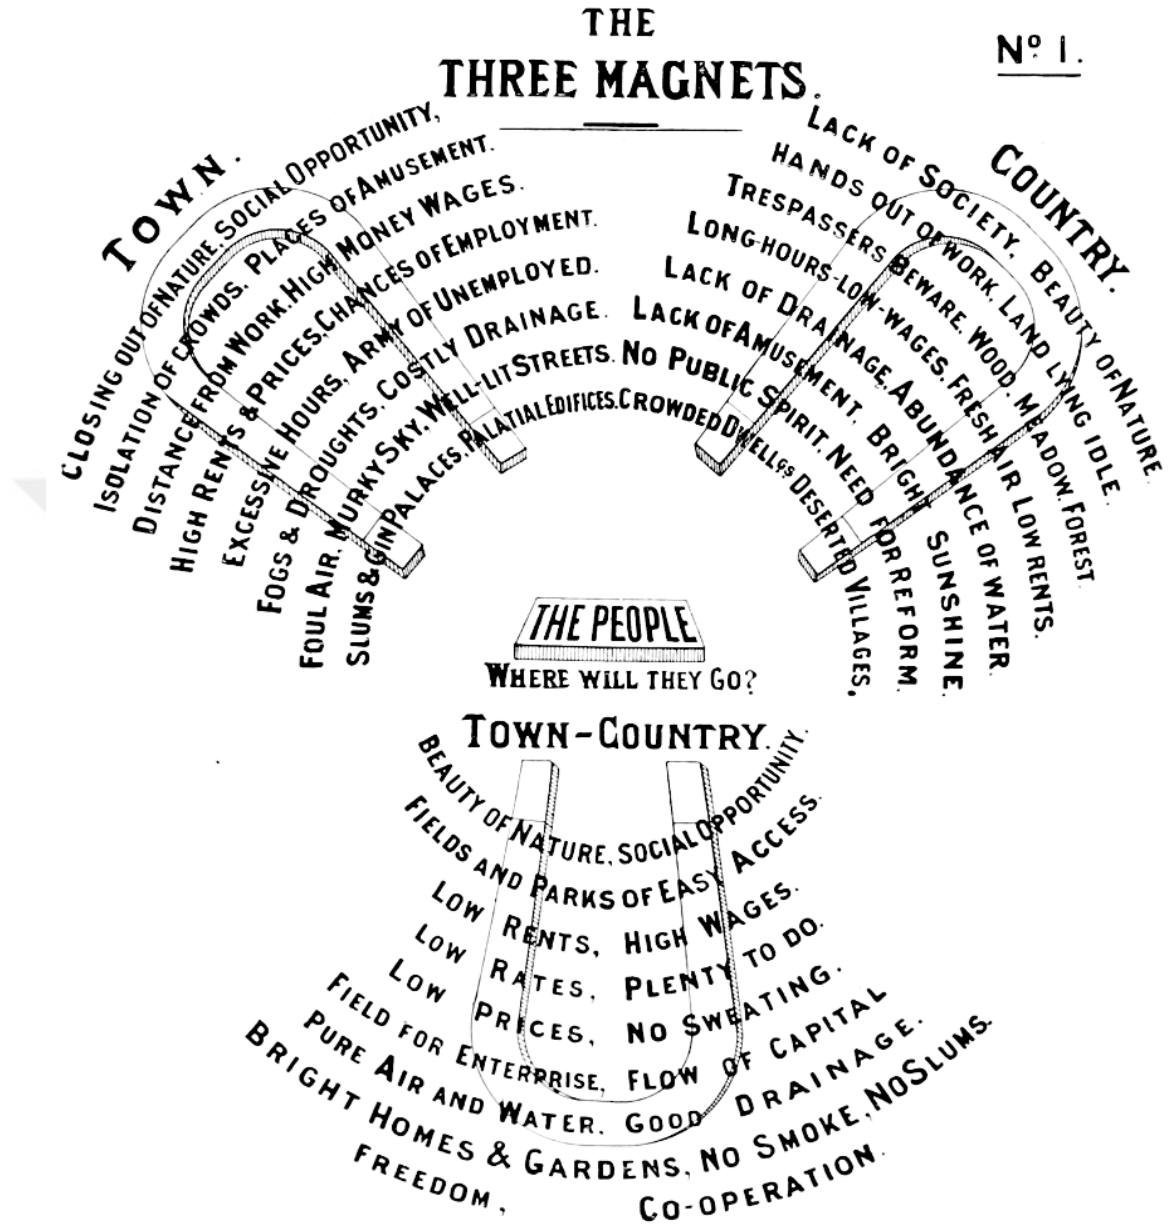 THE
THREE MAGNETS.
Nº 1.
TOWN.
CLOSING OUT OF NATURE. SOCIAL OPPORTUNITY,
ISOLATION OF CROWDS. PLACES OF AMUSEMENT.
DISTANCE FROM WORK. HIGH MONEY WAGES.
HIGH RENTS & PRICES. CHANCES OF EMPLOYMENT.
EXCESSIVE HOURS. ARMY OF UNEMPLOYED.
FOGS & DROUGHTS. COSTLY DRAINAGE.
FOUL AIR. MURKY SKY. WELL-LIT STREETS.
SLUMS & GIN PALACES. PALATIAL EDIFICES.
COUNTRY.
LACK OF SOCIETY. BEAUTY OF NATURE.
HANDS OUT OF WORK. LAND LYING IDLE.
TRESPASSERS BEWARE. WOOD. MEADOW. FOREST
LONG-HOURS-LOW-WAGES. FRESH AIR LOW RENTS.
LACK OF DRAINAGE. ABUNDANCE OF WATER.
LACK OF AMUSEMENT. BRIGHT SUNSHINE.
NO PUBLIC SPIRIT. NEED FOR REFORM.
CROWDED DWELLGS DESERTED VILLAGES,
THE PEOPLE
WHERE WILL THEY GO?
TOWN-COUNTRY.
BEAUTY OF NATURE, SOCIAL OPPORTUNITY.
FIELDS AND PARKS OF EASY ACCESS.
LOW RENTS, HIGH WAGES.
LOW RATES, PLENTY TO DO.
LOW PRICES, NO SWEATING.
FIELD FOR ENTERPRISE, FLOW OF CAPITAL
PURE AIR AND WATER. GOOD DRAINAGE.
BRIGHT HOMES & GARDENS, NO SMOKE, NO SLUMS.
FREEDOM, CO-OPERATION.